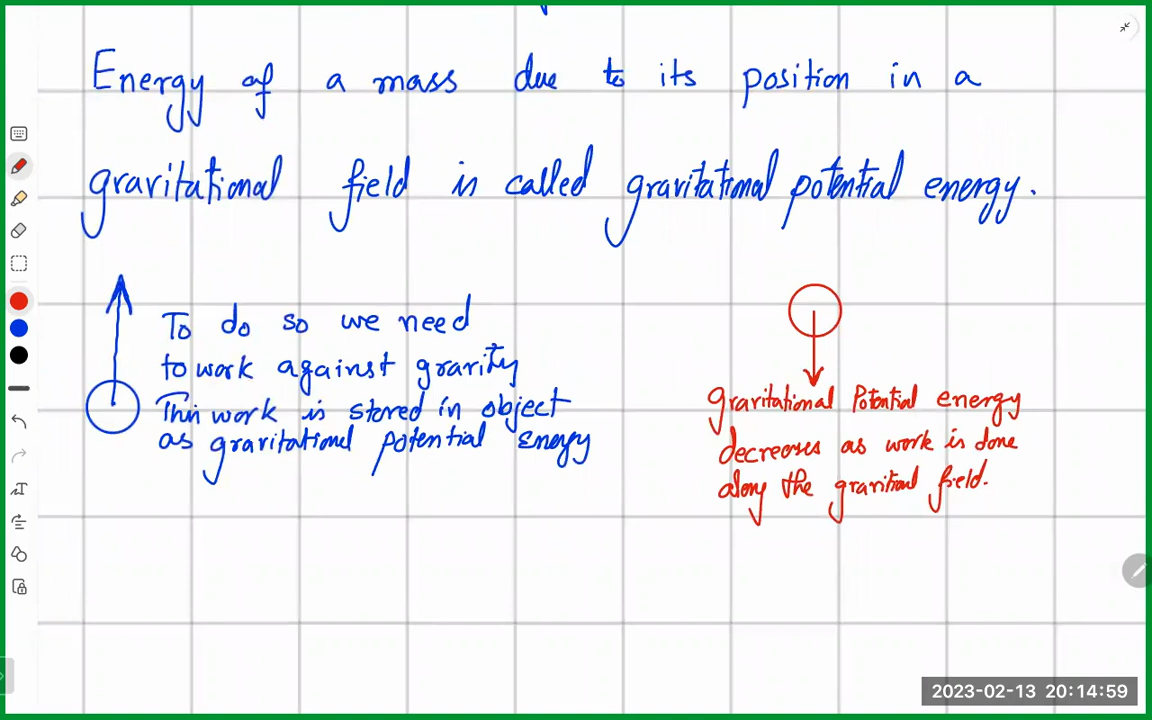 Energy of a mass due to its position in a
gravitational field is called gravitational potential energy.
To do so we need
to work against gravity
This work is stored in object
as gravitational potential Energy
gravitational Potential energy
decreases as work is done
along the gravitional field.
2023-02-13 20:14:59